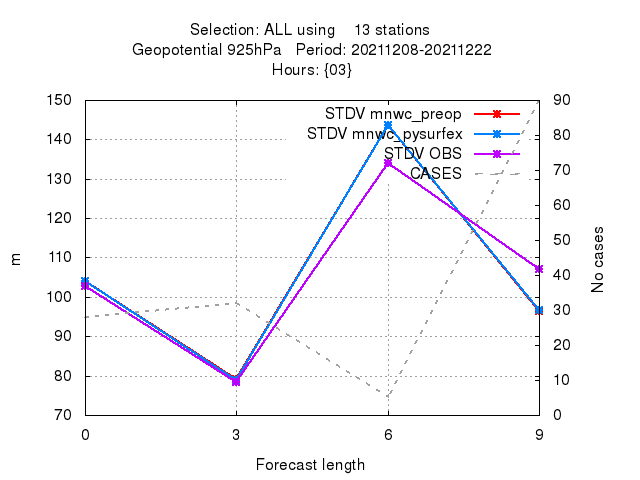 Selection: ALL using 13 stations
Geopotential 925hPa Period: 20211208-20211222
Hours: {03}
STDV mnwc_preop
STDV mnwc_pysurfex
STDV OBS
CASES
150
140
130
120
110
100
90
80
70
m
90
80
70
60
50
40
30
20
10
0
No cases
0 3 6 9
Forecast length